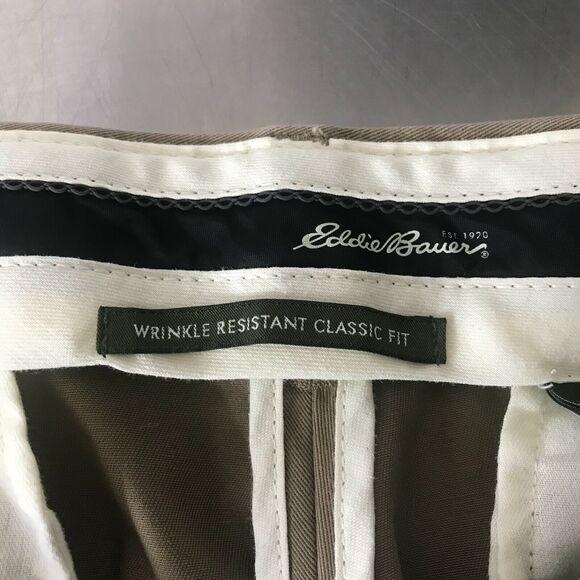 EST 1920
Eddie Bauer®
WRINKLE RESISTANT CLASSIC FIT